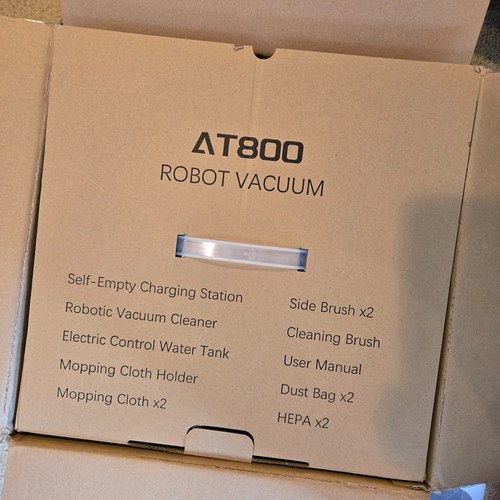 AT800
ROBOT VACUUM
Self-Empty Charging Station
Robotic Vacuum Cleaner
Electric Control Water Tank
Mopping Cloth Holder
Mopping Cloth x2
Side Brush x2
Cleaning Brush
User Manual
Dust Bag x2
HEPA x2